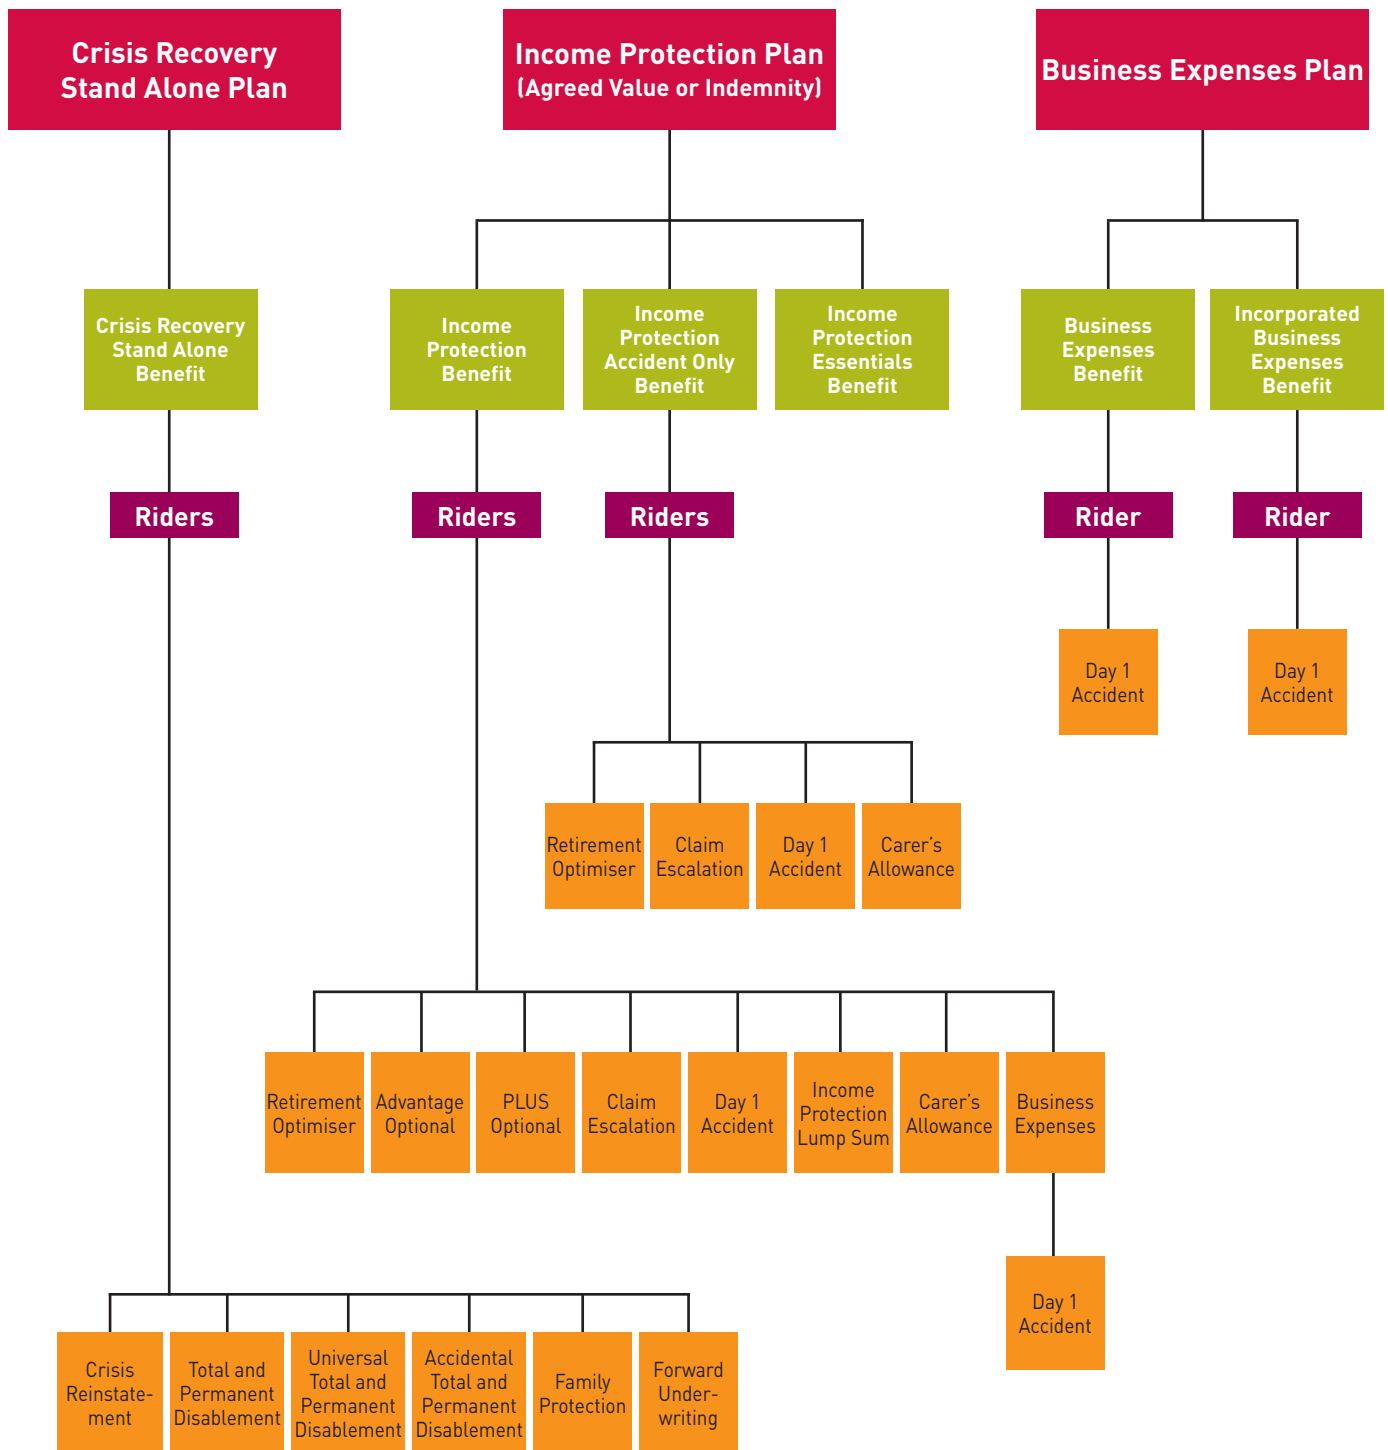 Crisis Recovery
Stand Alone Plan
Income Protection Plan
(Agreed Value or Indemnity)
Business Expenses Plan
Crisis Recovery
Stand Alone
Benefit
Income
Protection
Benefit
Income
Protection
Accident Only
Benefit
Income
Protection
Essentials
Benefit
Business
Expenses
Benefit
Incorporated
Business
Expenses
Benefit
Riders
Riders
Riders
Rider
Rider
Day 1
Accident
Day 1
Accident
Retirement
Optimiser
Claim
Escalation
Day 1
Accident
Carer’s
Allowance
Retirement
Optimiser
Advantage
Optional
PLUS
Optional
Claim
Escalation
Day 1
Accident
Income
Protection
Lump Sum
Carer’s
Allowance
Business
Expenses
Day 1
Accident
Crisis
Reinstate-
ment
Total and
Permanent
Disablement
Universal
Total and
Permanent
Disablement
Accidental
Total and
Permanent
Disablement
Family
Protection
Forward
Under-
writing